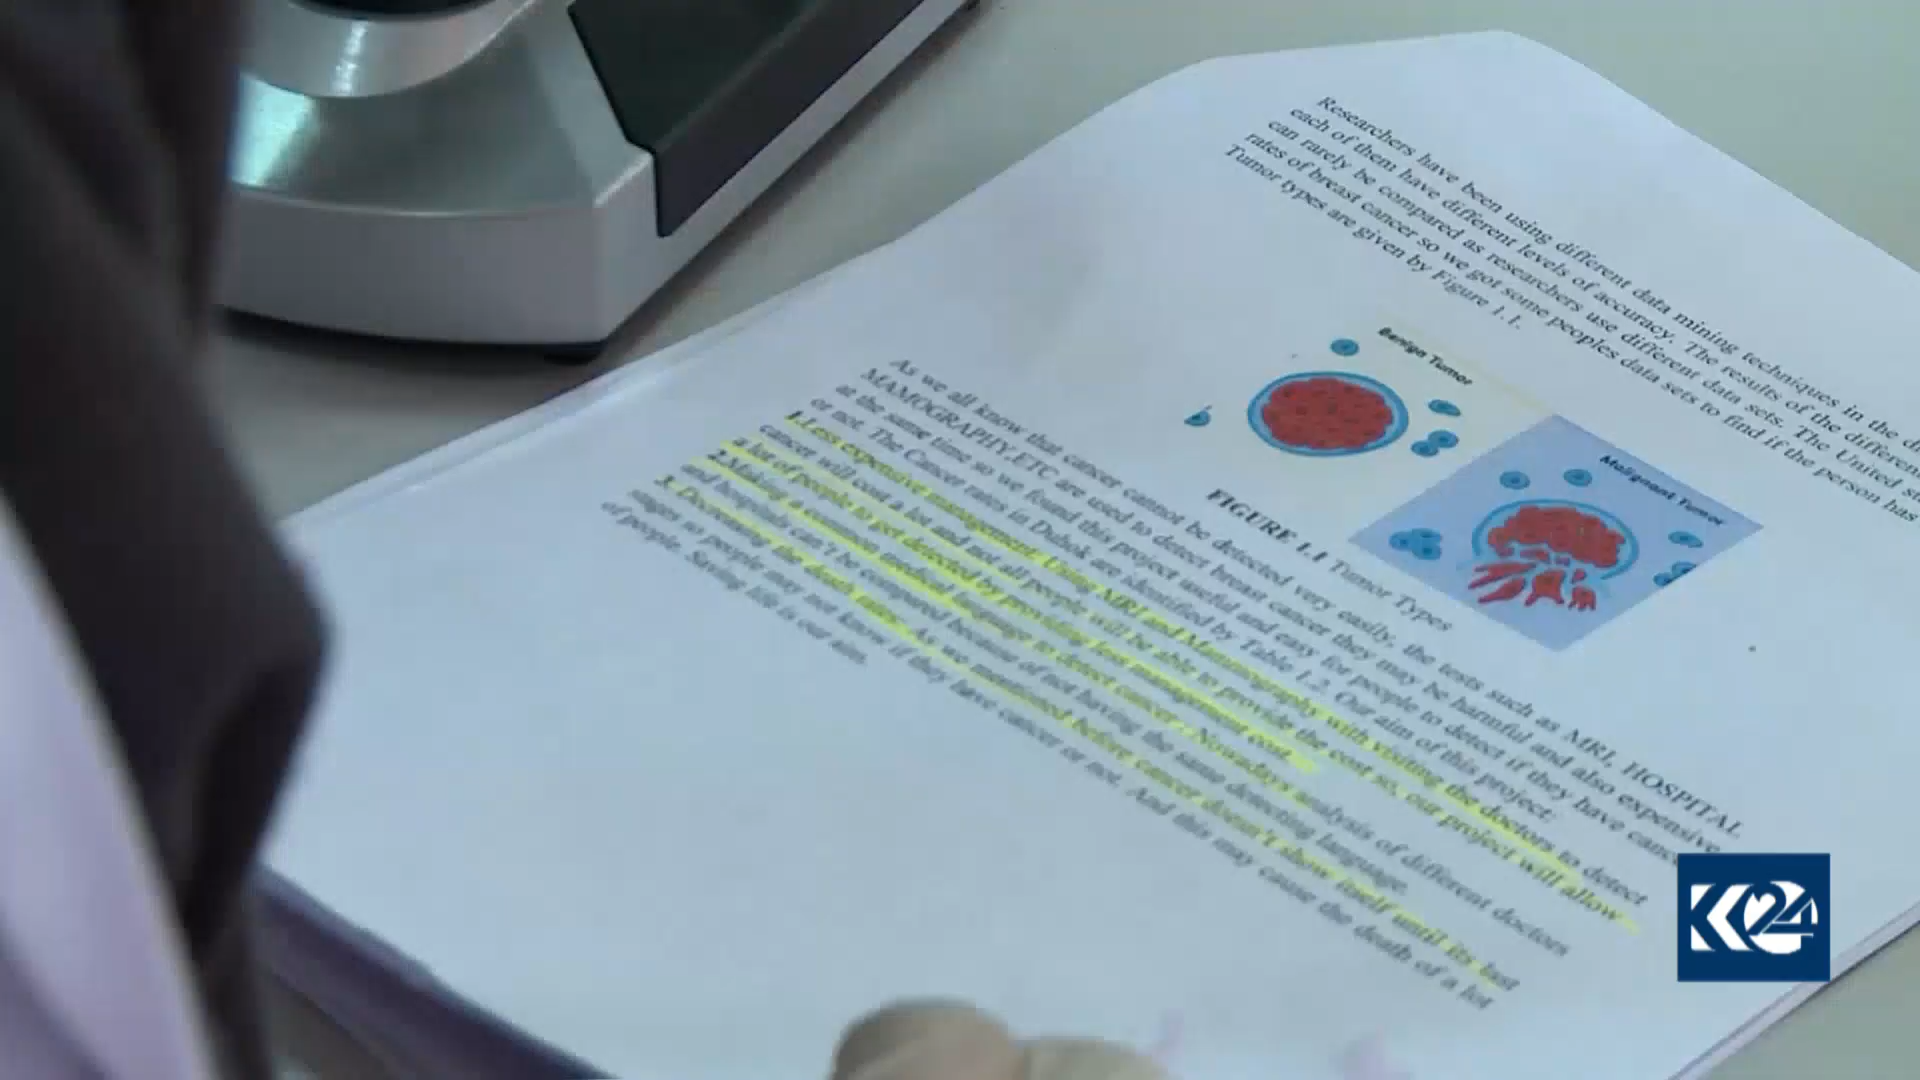 Researchers have been using different data mining techniques in the
each of them have different levels of accuracy. The results of the different
can rarely be compared as researchers use different data sets. The United
rates of breast cancer so we got some peoples data sets to find if the person has
Tumor types are given by Figure 1.1.
Benign Tumor
Malignant Tumor
FIGURE 1.1 Tumor Types
As we all know that cancer cannot be detected very easily, the tests such as MRI, HOSPITAL
MAMOGRAPHY,ETC are used to detect breast cancer they may be harmful and also expensive
at the same time so we found this project useful and easy for people to detect if they have
or not. The Cancer rates in Duhok are identified by Table 1.2. Our aim of this project:
1.Less expensive management: Using MRI and Mammography with visiting the doctors to detect
cancer will cost a lot and not all people will be able to provide the cost so, our project will allow
a lot of people to get detected by providing less management cost.
2.Making a common medical language to detect cancer: Nowadays analysis of different doctors
and hospitals can't be compared because of not having the same detecting language.
3. Decreasing the death rates: As we mentioned before cancer doesn't show itself until its last
stages so people may not know if they have cancer or not. And this may cause the death of a lot
of people. Saving life is our aim.
K24